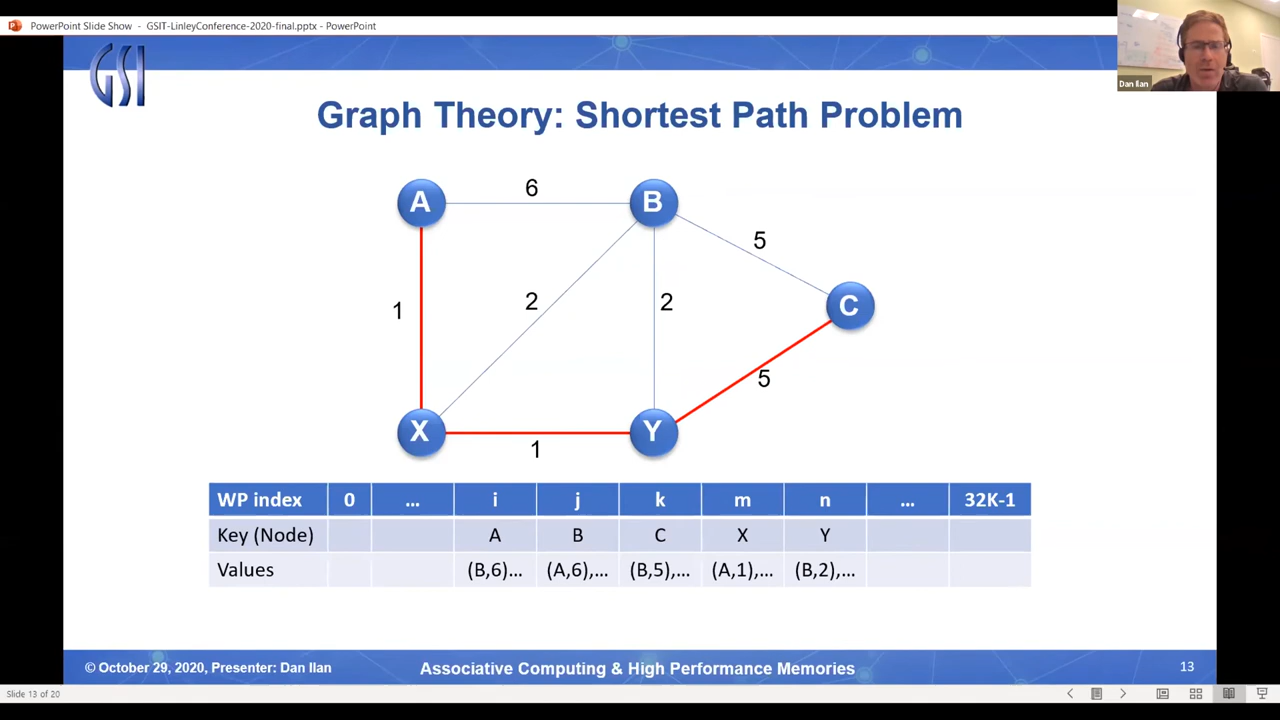 PowerPoint Slide Show - GSIT-LinleyConference-2020-final.pptx - PowerPoint
Dan Ilan
GSI
Graph Theory: Shortest Path Problem
A
6
B
5
1
2
2
C
5
X
Y
1
WP index 0 ... i j k m n ... 32K-1
Key (Node) A B C X Y
Values (B,6)... (A,6),... (B,5),... (A,1),... (B,2),...
© October 29, 2020, Presenter: Dan Ilan Associative Computing & High Performance Memories 13
Slide 13 of 20